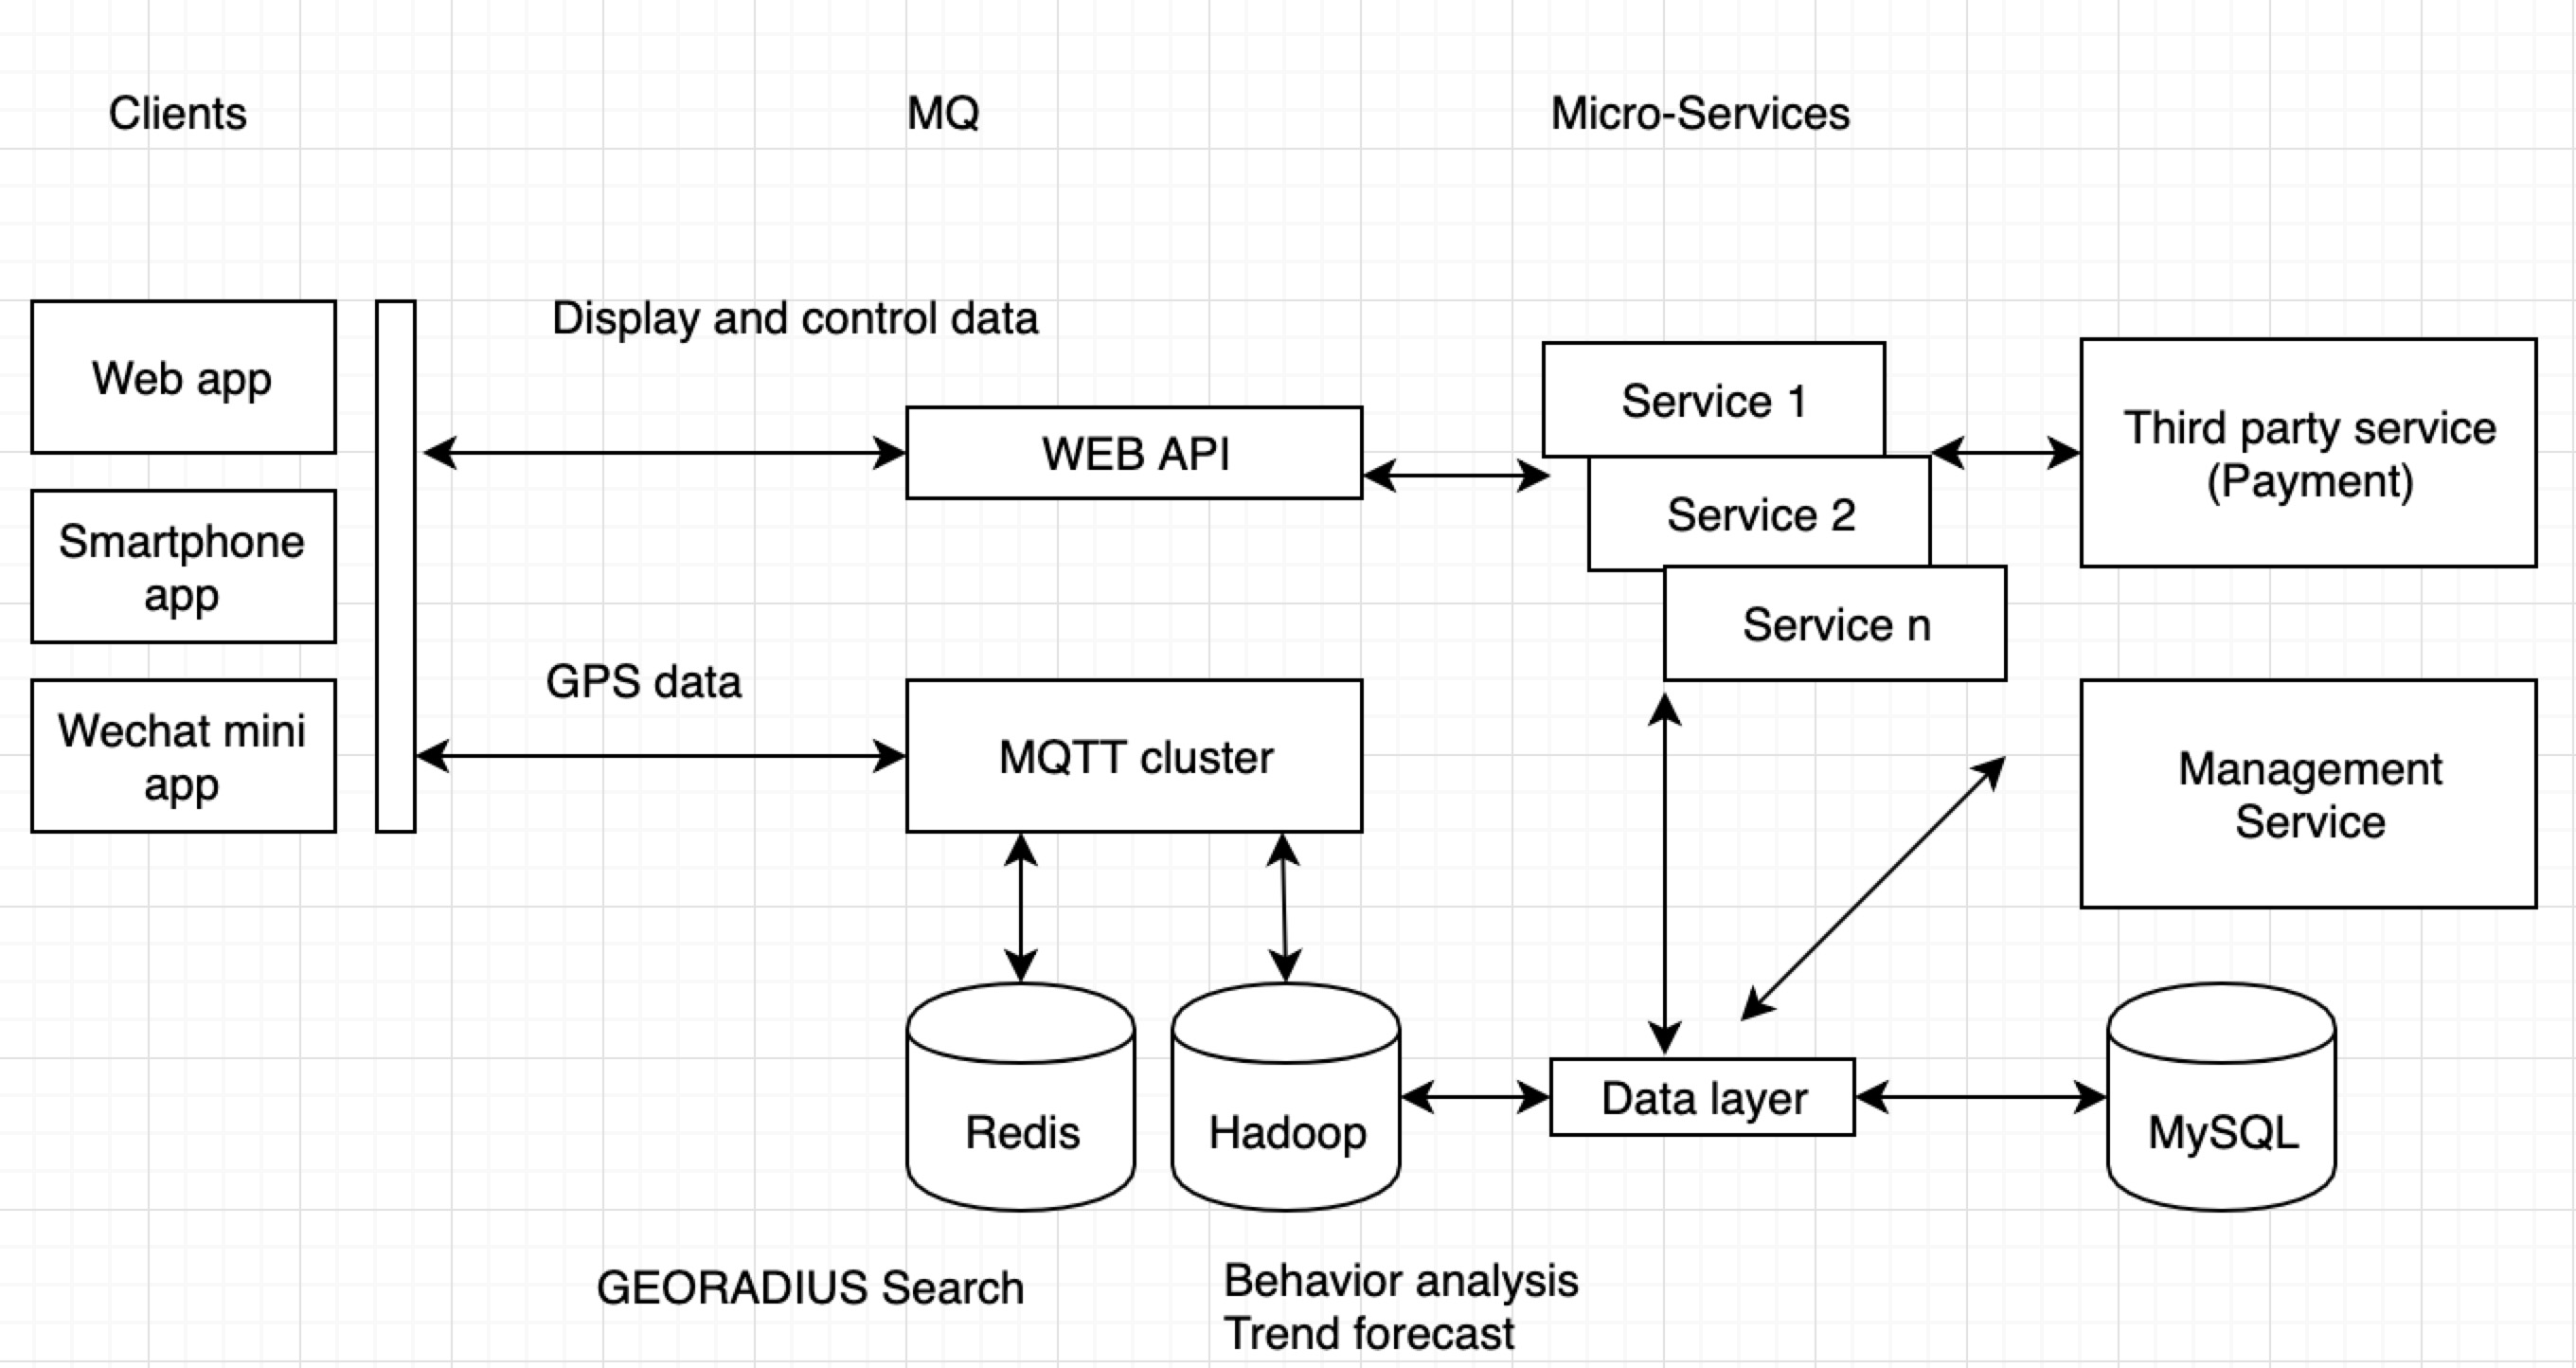 Clients
MQ
Micro-Services
Display and control data
Web app
Smartphone
app
Wechat mini
app
WEB API
Service 1
Service 2
Service n
Third party service
(Payment)
GPS data
MQTT cluster
Management
Service
Redis
Hadoop
Data layer
MySQL
GEORADIUS Search
Behavior analysis
Trend forecast